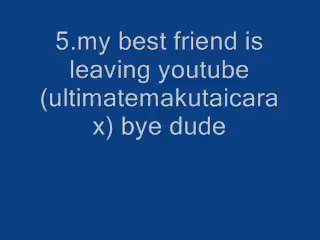 5.my best friend is
leaving youtube
(ultimatemakutaicara
x) bye dude